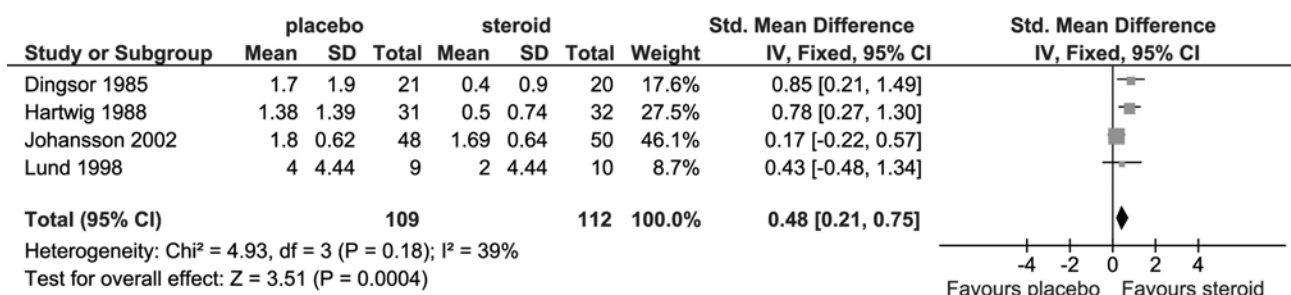 placebo steroid Std. Mean Difference Std. Mean Difference
Study or Subgroup Mean SD Total Mean SD Total Weight IV, Fixed, 95% CI IV, Fixed, 95% CI
Dingsor 1985 1.7 1.9 21 0.4 0.9 20 17.6% 0.85 [0.21, 1.49]
Hartwig 1988 1.38 1.39 31 0.5 0.74 32 27.5% 0.78 [0.27, 1.30]
Johansson 2002 1.8 0.62 48 1.69 0.64 50 46.1% 0.17 [-0.22, 0.57]
Lund 1998 4 4.44 9 2 4.44 10 8.7% 0.43 [-0.48, 1.34]
Total (95% CI) 109 112 100.0% 0.48 [0.21, 0.75]
Heterogeneity: Chi² = 4.93, df = 3 (P = 0.18); I² = 39%
Test for overall effect: Z = 3.51 (P = 0.0004)
-4 -2 0 2 4
Favours placebo Favours steroid